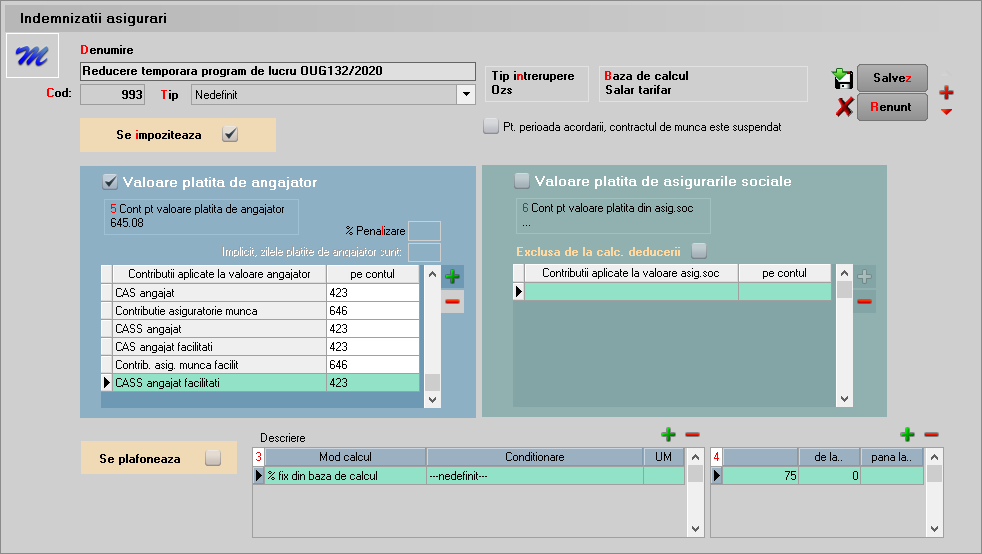 Indemnizatii asigurari
Denumire
Reducere temporara program de lucru OUG132/2020
Cod: 993 Tip Nedefinit
Tip intrerupere
Ozs
Baza de calcul
Salar tarifar
Salvez
Renunt
Se impoziteaza
Pt. perioada acordarii, contractul de munca este suspendat
Valoare platita de angajator
5 Cont pt valoare platita de angajator
645.08
% Penalizare
Implicit, zilele platite de angajator sunt:
Contributii aplicate la valoare angajator pe contul
CAS angajat 423
Contributie asiguratorie munca 646
CASS angajat 423
CAS angajat facilitati 423
Contrib. asig. munca facilit 646
CASS angajat facilitati 423
Valoare platita de asigurarile sociale
6 Cont pt valoare platita din asig.soc
...
Exclusa de la calc. deducerii
Contributii aplicate la valoare asig.soc pe contul
Se plafoneaza
Descriere
3 Mod calcul Conditionare UM
% fix din baza de calcul ---nedefinit---
4 de la.. pana la..
75 0